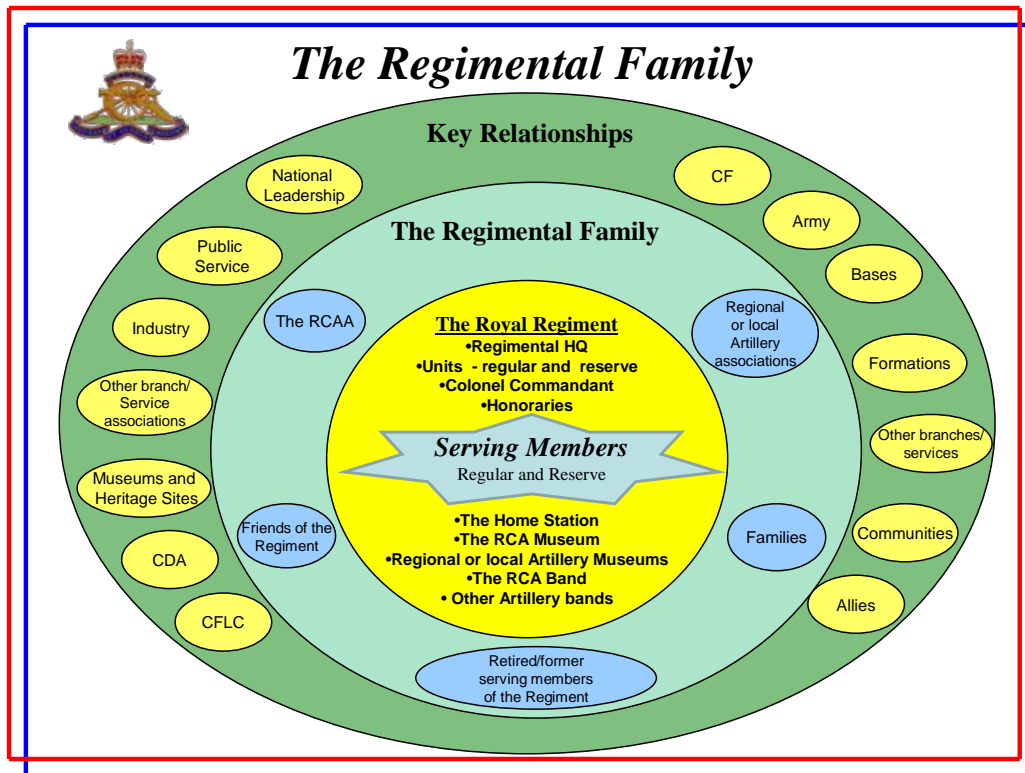 The Regimental Family
Key Relationships
National
Leadership
Public
Service
Industry
Other branch/
Service
associations
Museums and
Heritage Sites
CDA
CFLC
CF
Army
Bases
Formations
Other branches/
services
Communities
Allies
The Regimental Family
The RCAA
Regional
or local
Artillery
associations
Friends of the
Regiment
Families
Retired/former
serving members
of the Regiment
The Royal Regiment
•Regimental HQ
•Units - regular and reserve
•Colonel Commandant
•Honoraries
Serving Members
Regular and Reserve
•The Home Station
•The RCA Museum
•Regional or local Artillery Museums
•The RCA Band
• Other Artillery bands